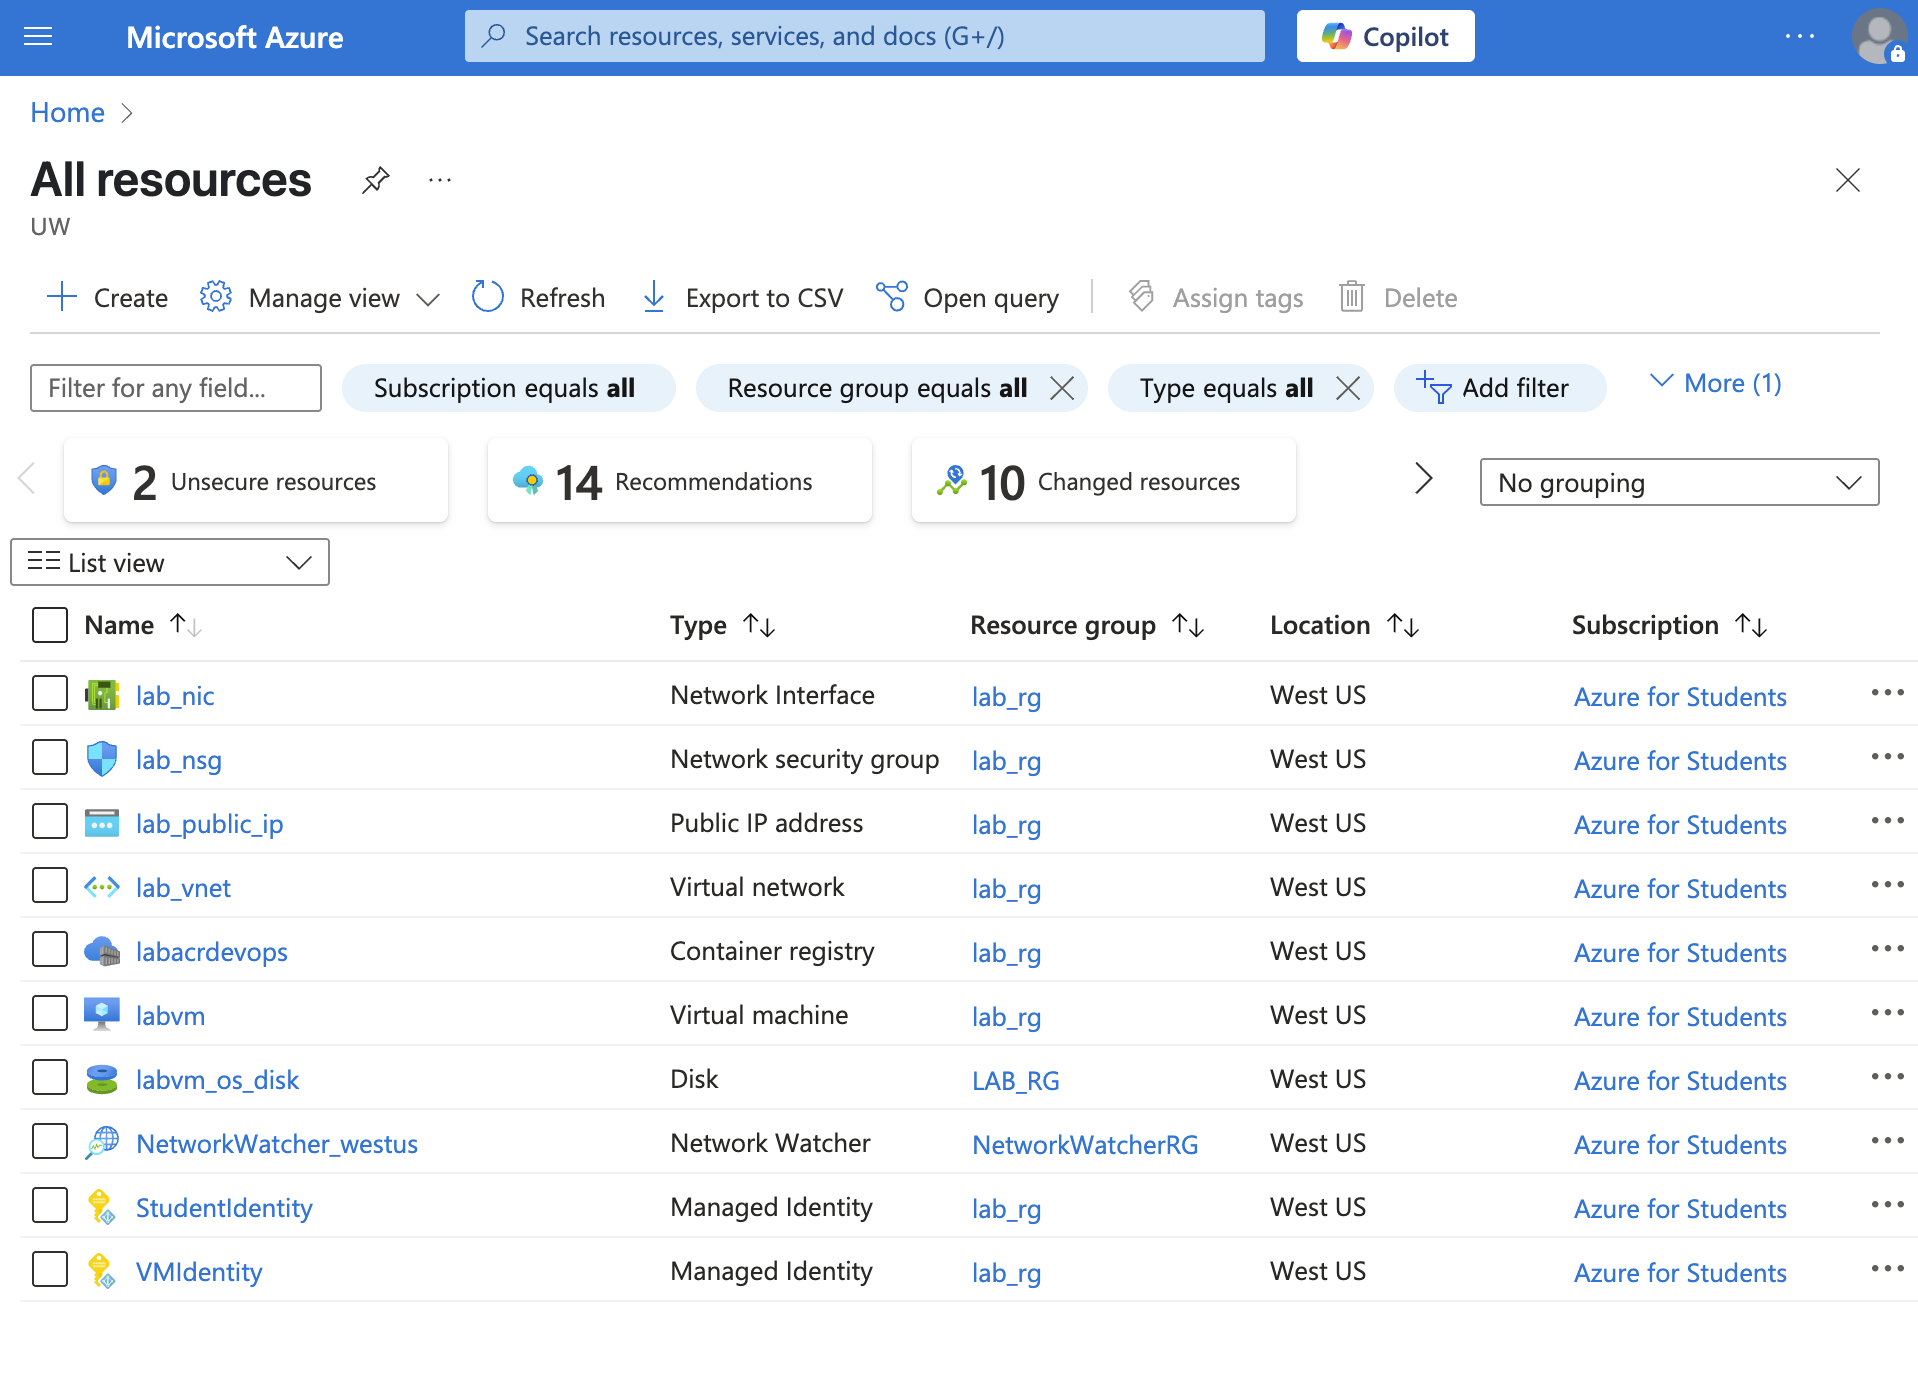 Microsoft Azure Search resources, services, and docs (G+/) Copilot
Home
All resources
UW
Create Manage view Refresh Export to CSV Open query Assign tags Delete
Filter for any field... Subscription equals all Resource group equals all Type equals all Add filter More (1)
2 Unsecure resources 14 Recommendations 10 Changed resources No grouping
List view
Name Type Resource group Location Subscription
lab_nic Network Interface lab_rg West US Azure for Students
lab_nsg Network security group lab_rg West US Azure for Students
lab_public_ip Public IP address lab_rg West US Azure for Students
lab_vnet Virtual network lab_rg West US Azure for Students
labacrdevops Container registry lab_rg West US Azure for Students
labvm Virtual machine lab_rg West US Azure for Students
labvm_os_disk Disk LAB_RG West US Azure for Students
NetworkWatcher_westus Network Watcher NetworkWatcherRG West US Azure for Students
StudentIdentity Managed Identity lab_rg West US Azure for Students
VMIdentity Managed Identity lab_rg West US Azure for Students